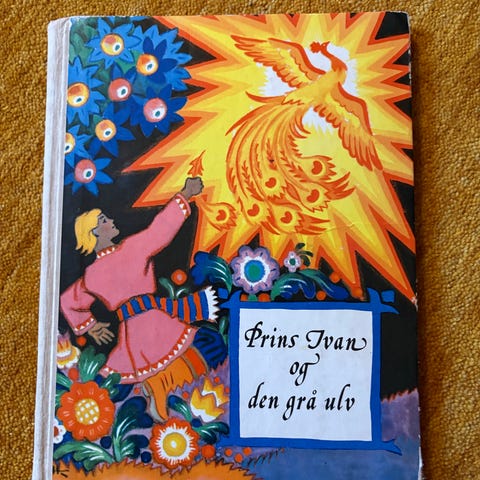 Prins Ivan
og
den grå ulv